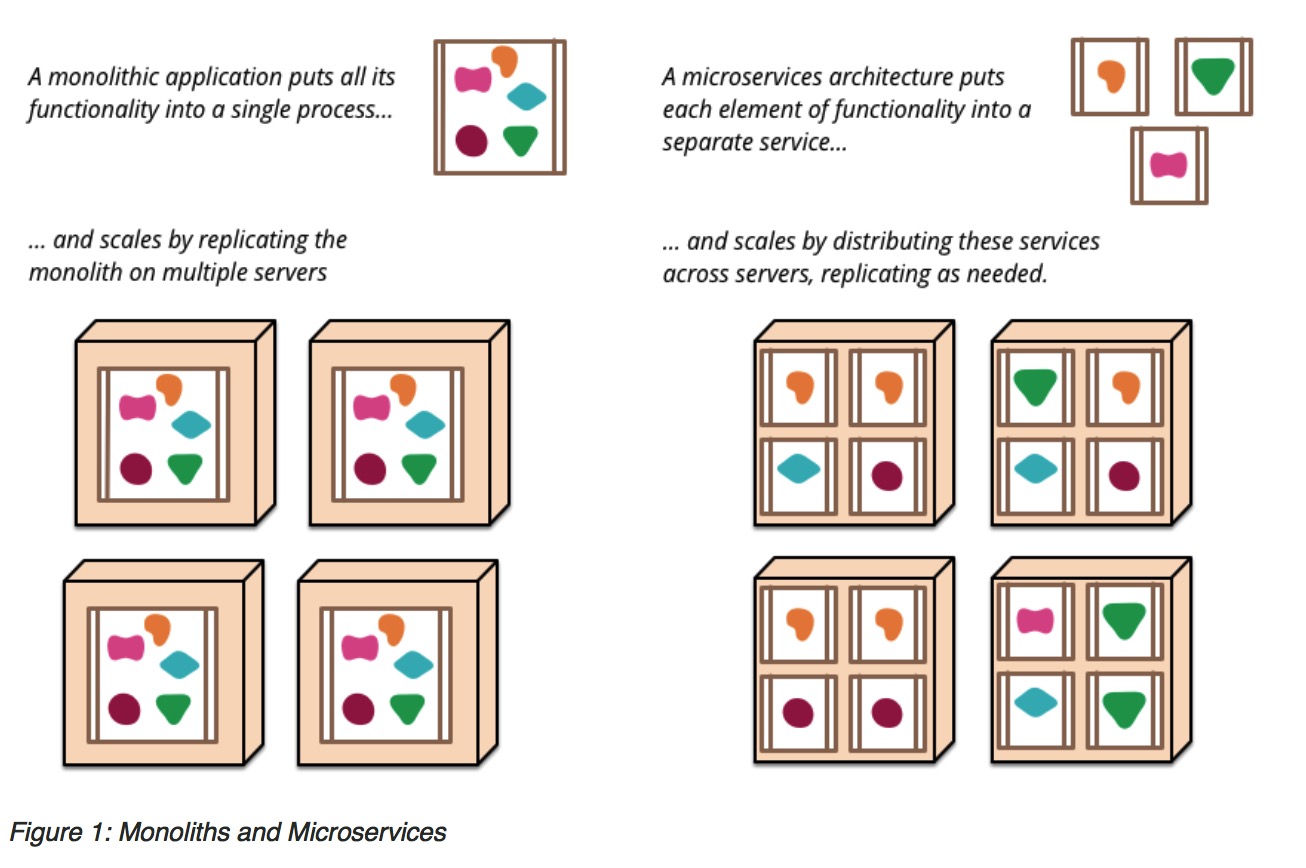 A monolithic application puts all its
functionality into a single process...
... and scales by replicating the
monolith on multiple servers
A microservices architecture puts
each element of functionality into a
separate service...
... and scales by distributing these services
across servers, replicating as needed.
Figure 1: Monoliths and Microservices